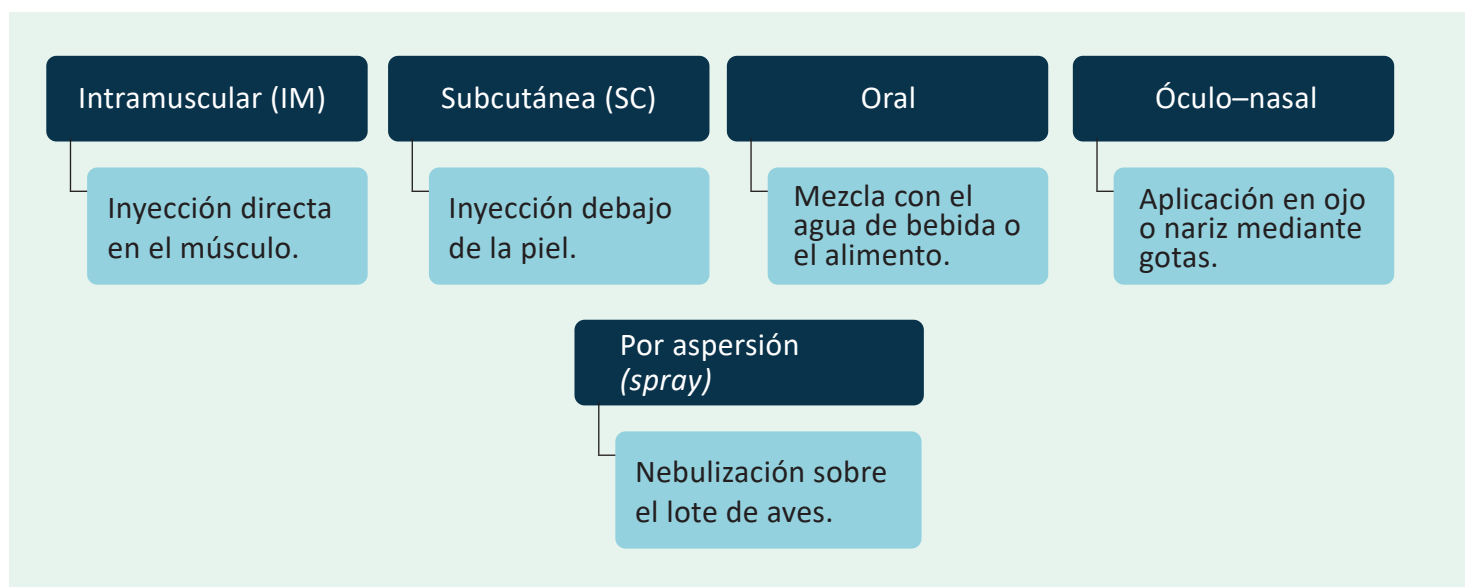 Intramuscular (IM)
Inyección directa
en el músculo.
Subcutánea (SC)
Inyección debajo
de la piel.
Oral
Mezcla con el
agua de bebida o
el alimento.
Óculo–nasal
Aplicación en ojo
o nariz mediante
gotas.
Por aspersión
(spray)
Nebulización sobre
el lote de aves.